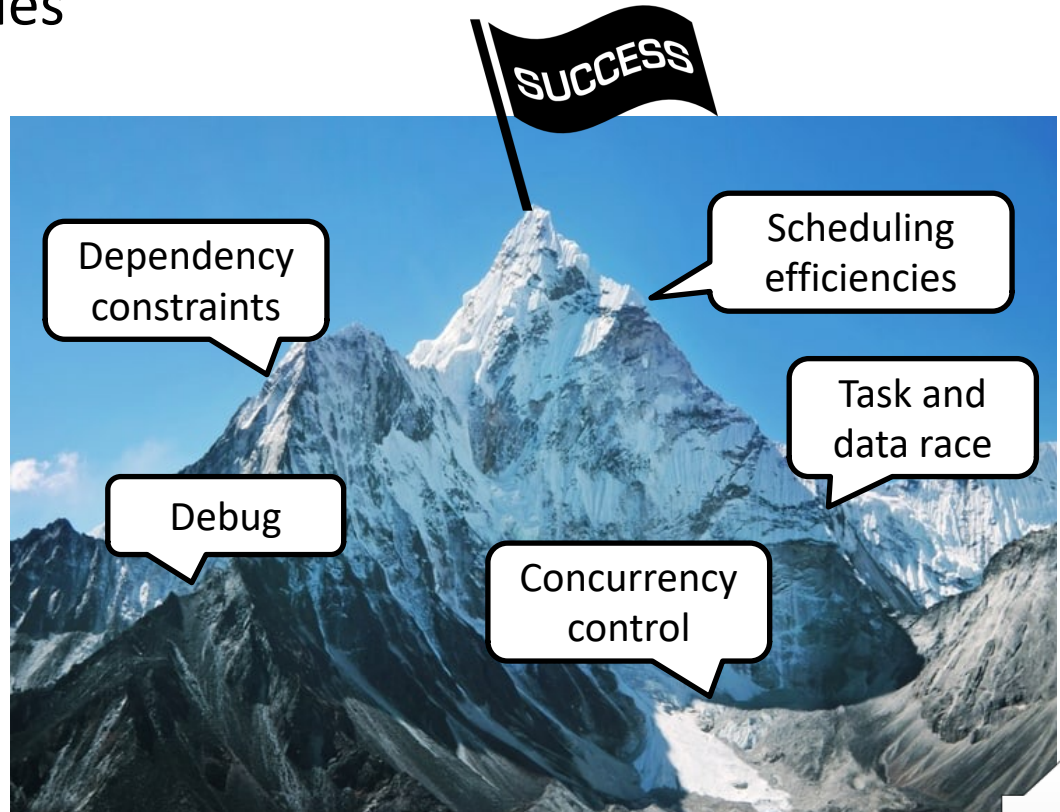 SUCCESS
Dependency
constraints
Scheduling
efficiencies
Task and
data race
Debug
Concurrency
control